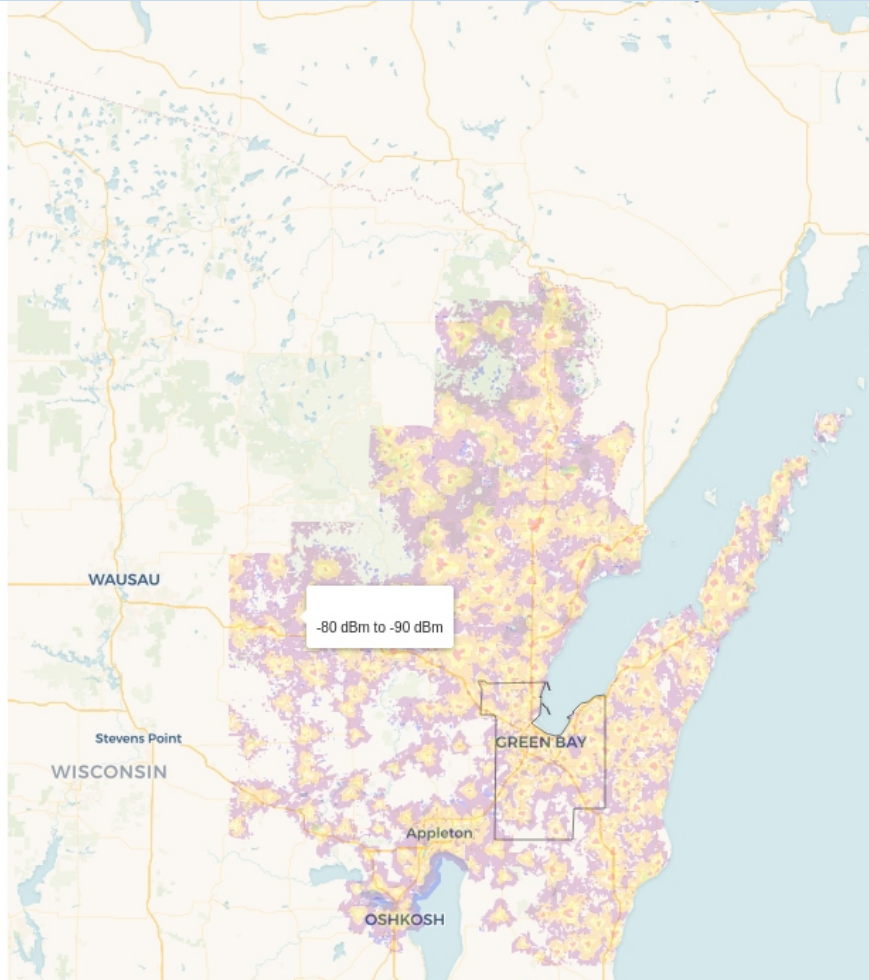 WAUSAU
-80 dBm to -90 dBm
Stevens Point
GREEN BAY
WISCONSIN
Appleton
OSHKOSH